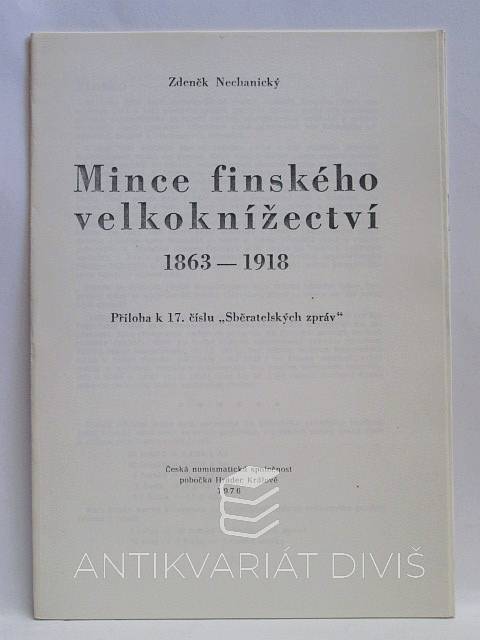 Zdeněk Nechanický
Mince finského
velkoknížectví
1863 — 1918
Příloha k 17. číslu „Sběratelských zpráv“
Česká numismatická společnost
pobočka Hradec Králové
1976
ANTIKVARIÁT DIVIŠ